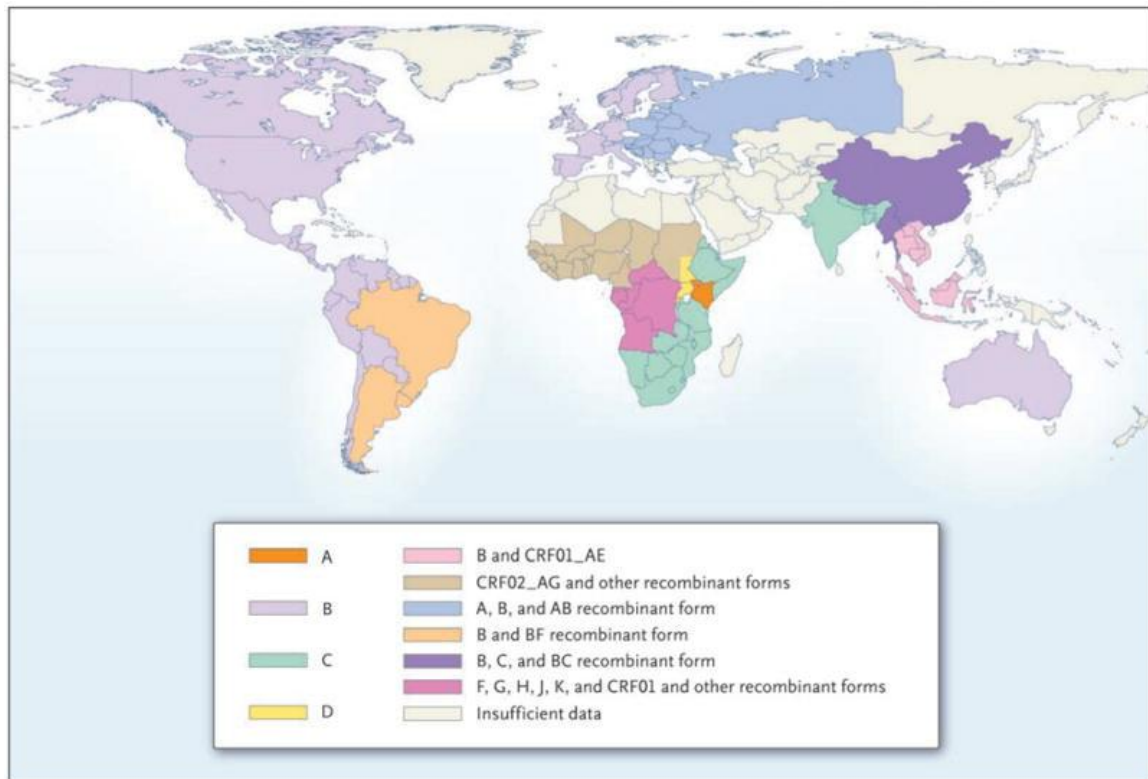 A
B and CRF01_AE
CRF02_AG and other recombinant forms
B
A, B, and AB recombinant form
B and BF recombinant form
C
B, C, and BC recombinant form
F, G, H, J, K, and CRF01 and other recombinant forms
D
Insufficient data